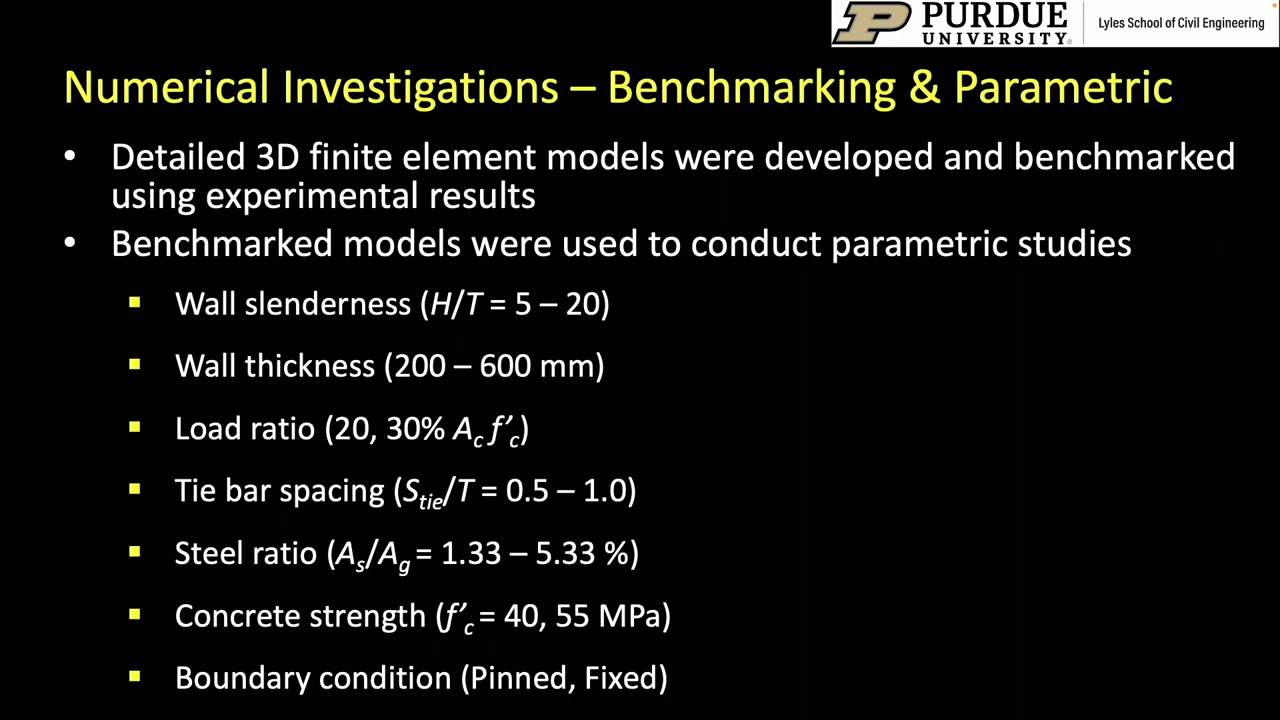 PURDUE UNIVERSITY®
Lyles School of Civil Engineering
Numerical Investigations – Benchmarking & Parametric
• Detailed 3D finite element models were developed and benchmarked
using experimental results
• Benchmarked models were used to conduct parametric studies
▪ Wall slenderness (H/T = 5 – 20)
▪ Wall thickness (200 – 600 mm)
▪ Load ratio (20, 30% Ac f’c)
▪ Tie bar spacing (Stie/T = 0.5 – 1.0)
▪ Steel ratio (As/Ag = 1.33 – 5.33 %)
▪ Concrete strength (f’c = 40, 55 MPa)
▪ Boundary condition (Pinned, Fixed)